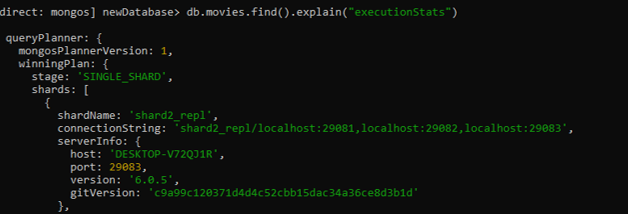 direct: mongos] newDatabase> db.movies.find().explain("executionStats")
queryPlanner: {
mongosPlannerVersion: 1,
winningPlan: {
stage: 'SINGLE_SHARD',
shards: [
{
shardName: 'shard2_repl',
connectionString: 'shard2_repl/localhost:29081,localhost:29082,localhost:29083',
serverInfo: {
host: 'DESKTOP-V72QJ1R',
port: 29083,
version: '6.0.5',
gitVersion: 'c9a99c120371d4d4c52cbb15dac34a36ce8d3b1d'
},